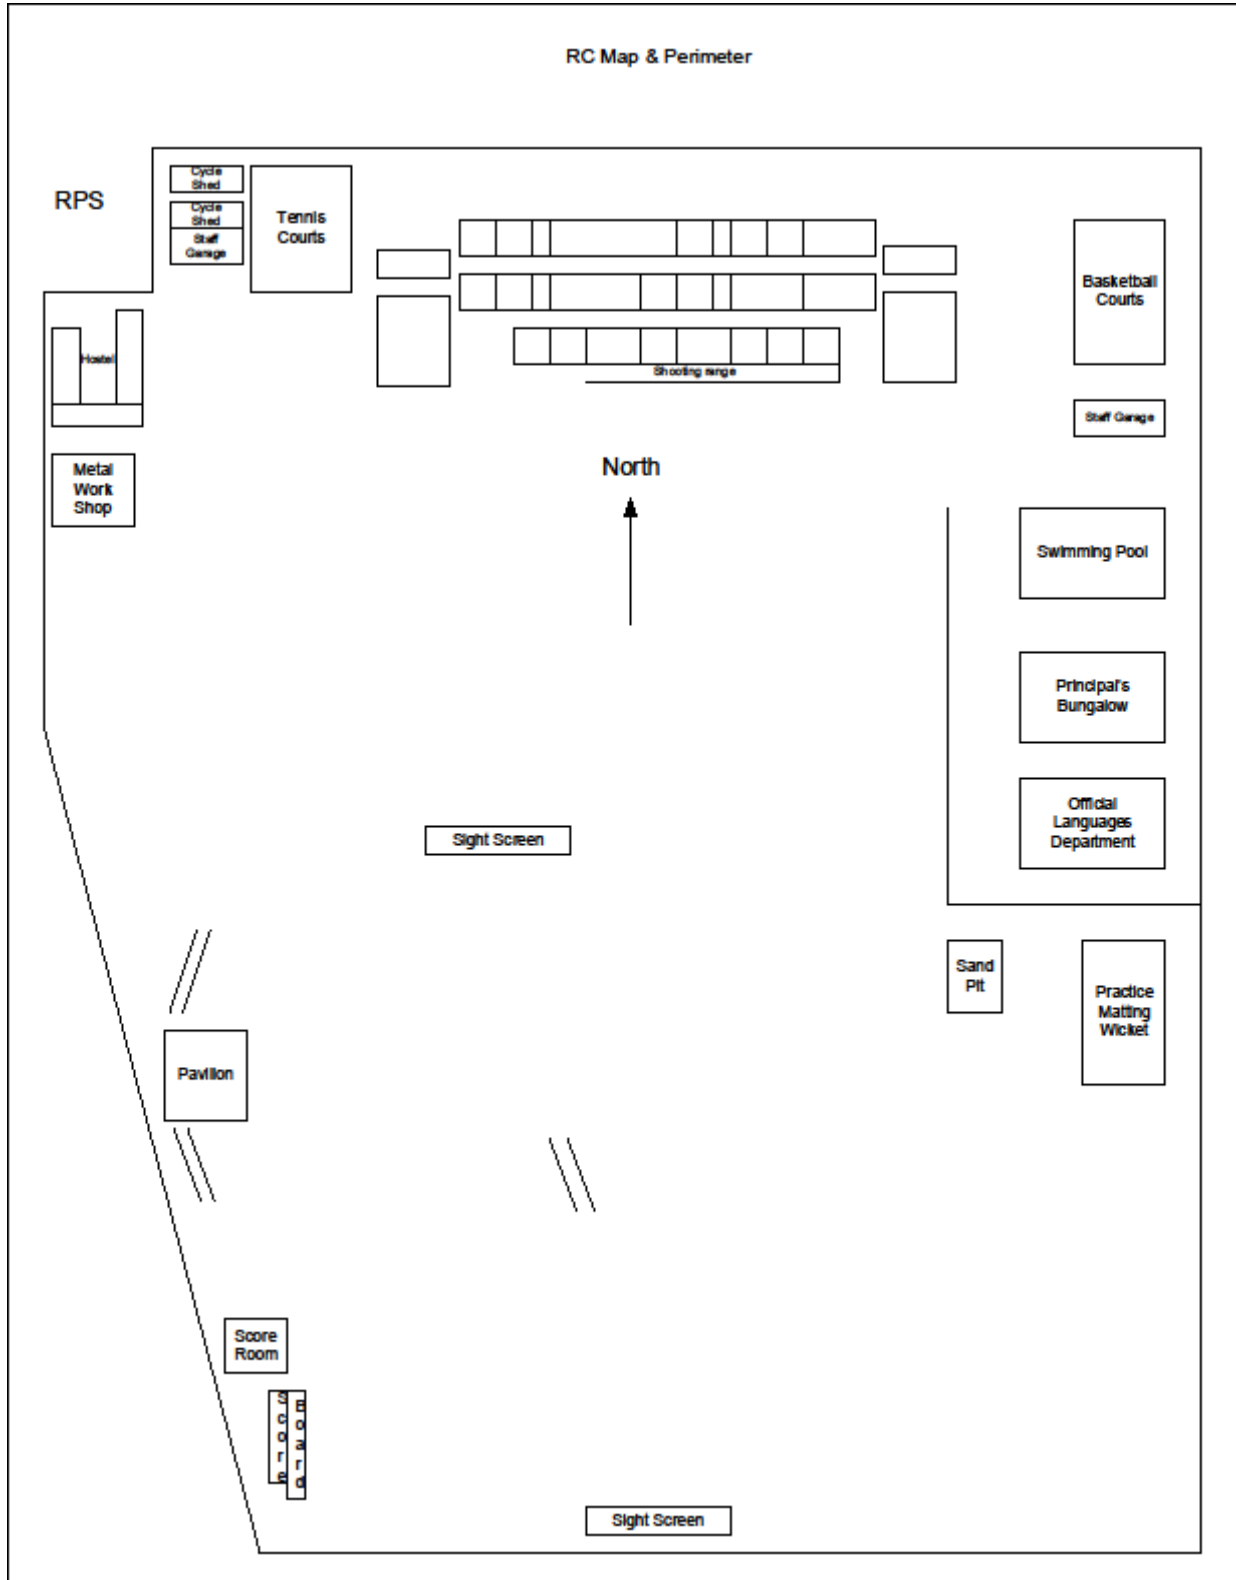 RC Map & Perimeter
RPS
Cycle
Shed
Cycle
Shed
Staff
Garage
Tennis
Courts
Basketball
Courts
Hostel
Shooting range
Staff Garage
Metal
Work
Shop
North
Swimming Pool
Principal's
Bungalow
Official
Languages
Department
Sight Screen
Sand
Pit
Practice
Matting
Wicket
Pavilion
Score
Room
Score
Board
Sight Screen